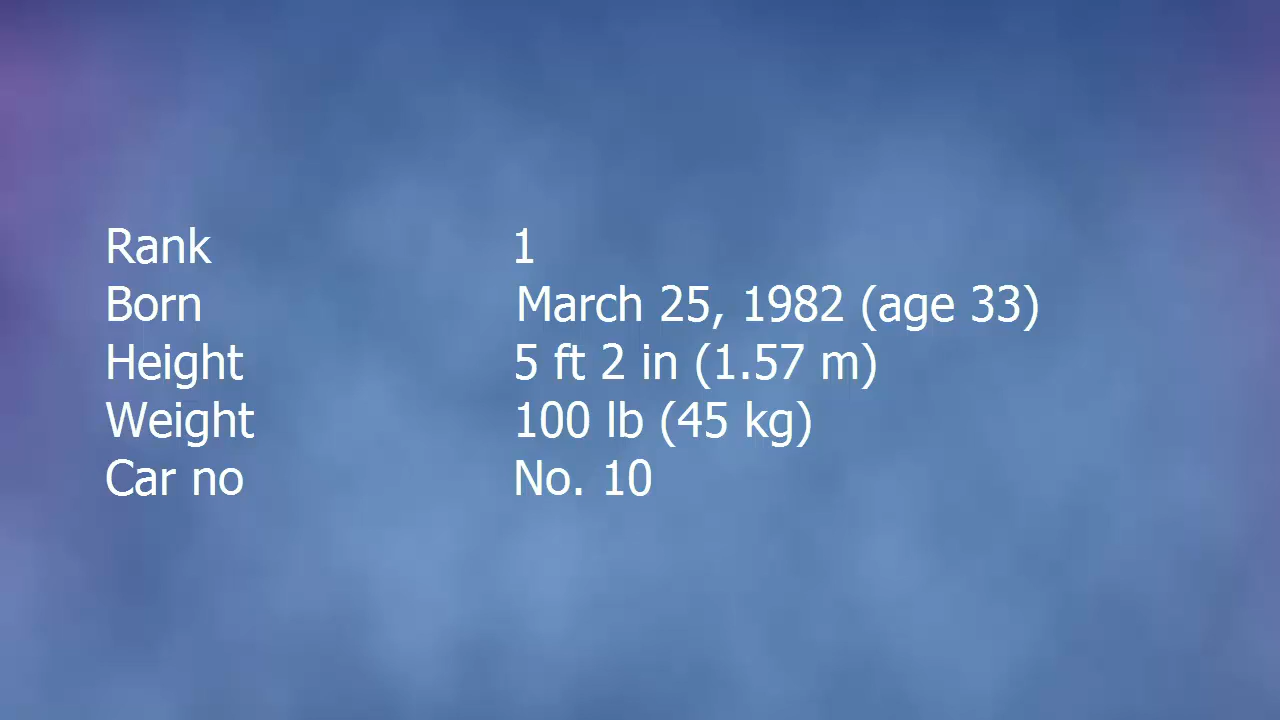 Rank 1
Born March 25, 1982 (age 33)
Height 5 ft 2 in (1.57 m)
Weight 100 lb (45 kg)
Car no No. 10